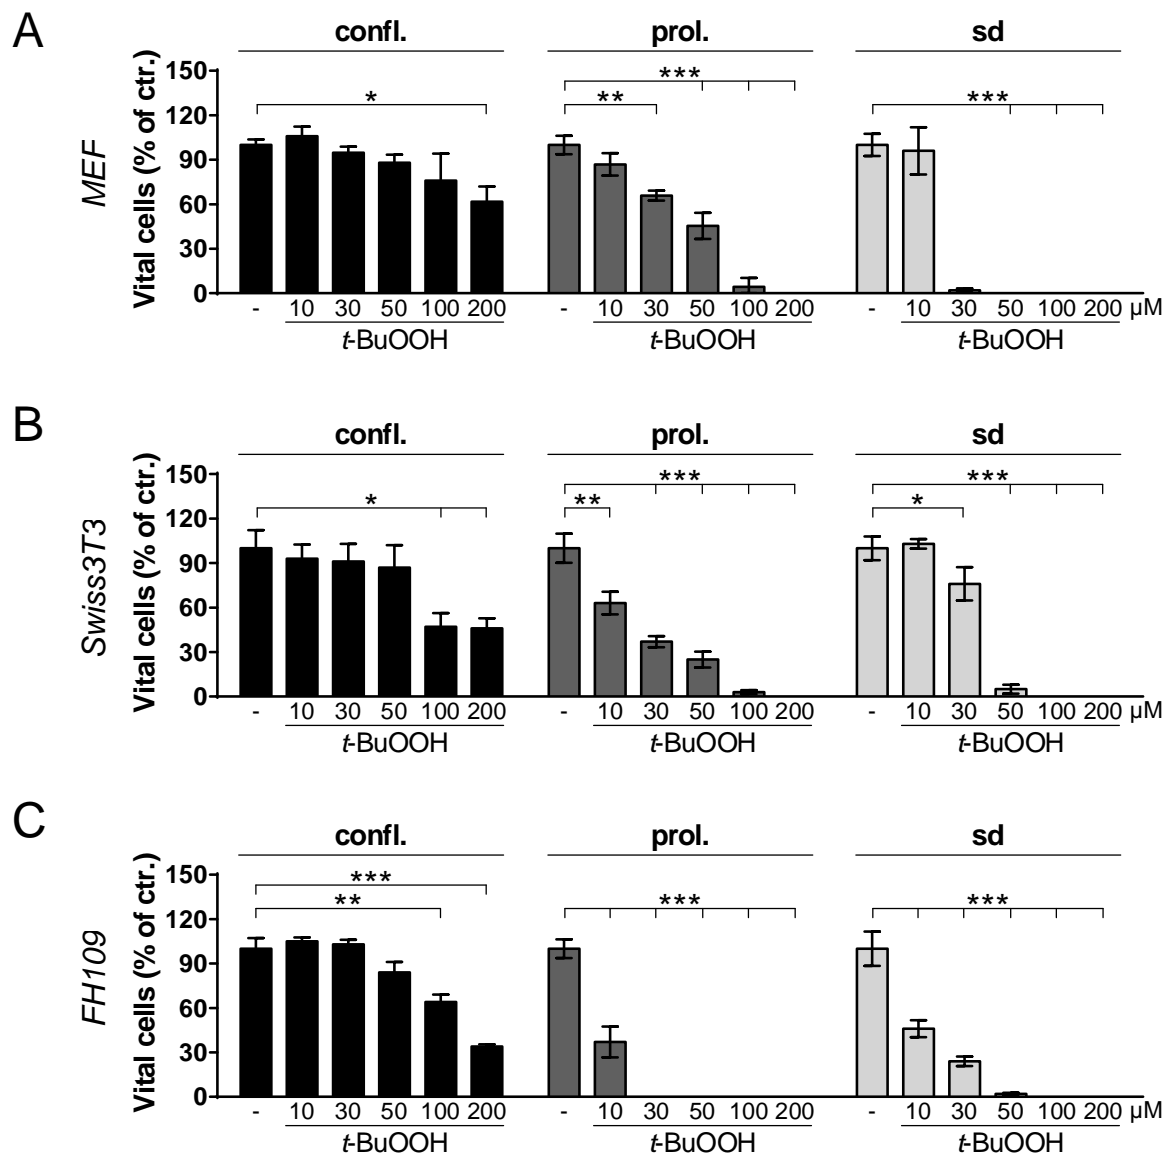 A
confl. prol. sd
MEF
Vital cells (% of ctr.)
150
120
90
60
30
0
* ** *** ***
- 10 30 50 100 200 - 10 30 50 100 200 - 10 30 50 100 200 µM
t-BuOOH t-BuOOH t-BuOOH
B
confl. prol. sd
Swiss3T3
Vital cells (% of ctr.)
150
120
90
60
30
0
*** ***
* ** *
- 10 30 50 100 200 - 10 30 50 100 200 - 10 30 50 100 200 µM
t-BuOOH t-BuOOH t-BuOOH
C
confl. prol. sd
FH109
Vital cells (% of ctr.)
150
120
90
60
30
0
***
** *** ***
- 10 30 50 100 200 - 10 30 50 100 200 - 10 30 50 100 200 µM
t-BuOOH t-BuOOH t-BuOOH